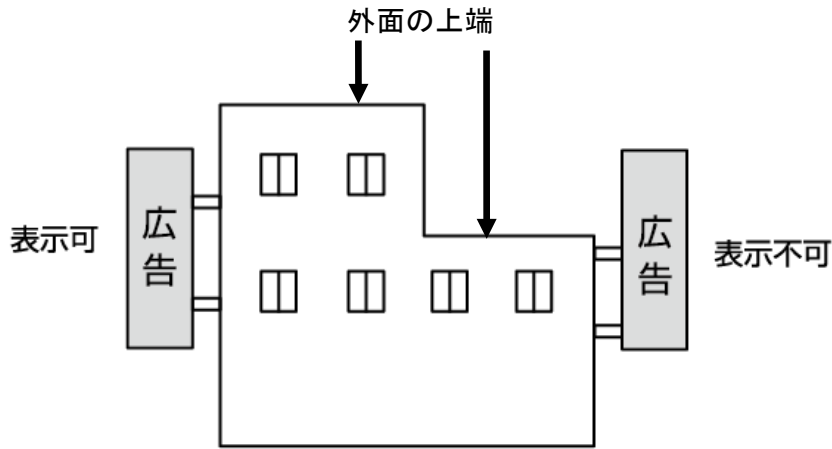 外面の上端
表示可
広告
広告
表示不可